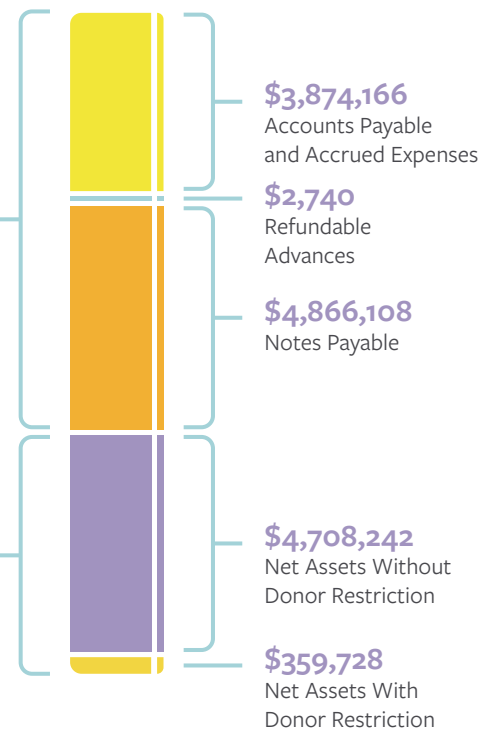 $3,874,166
Accounts Payable
and Accrued Expenses
$2,740
Refundable
Advances
$4,866,108
Notes Payable
$4,708,242
Net Assets Without
Donor Restriction
$359,728
Net Assets With
Donor Restriction